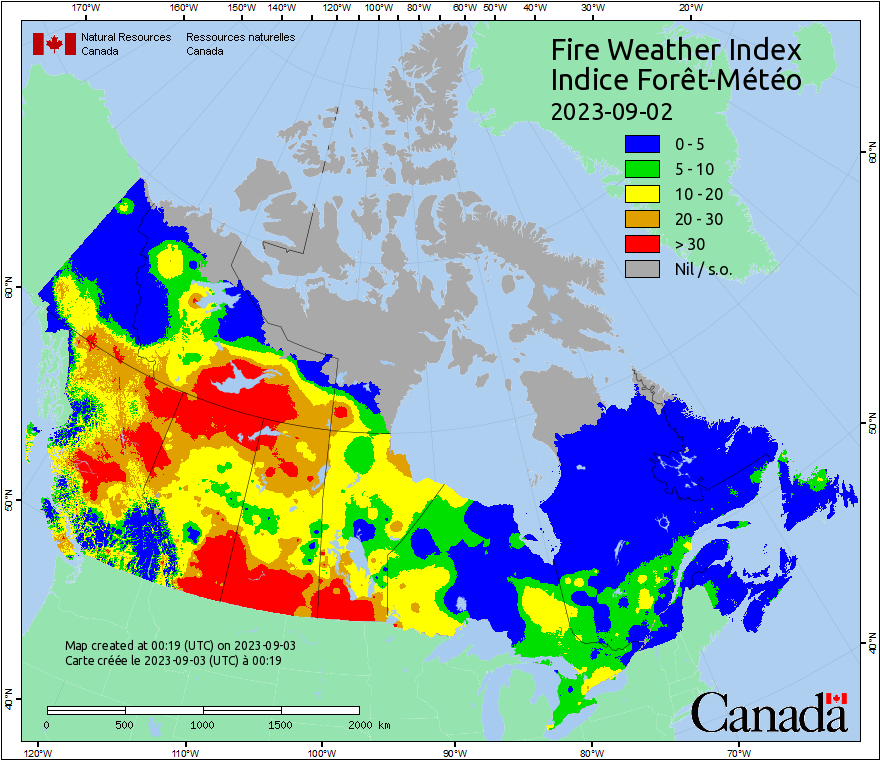 170°W 160°W 150°W 140°W 120°W 100°W 80°W 60°W 50°W 40°W 30°W 20°W
Natural Resources Ressources naturelles
Canada Canada
Fire Weather Index
Indice Forêt-Météo
2023-09-02
0 - 5
5 - 10
10 - 20
20 - 30
> 30
Nil / s.o.
60°N
60°N
50°N
50°N
40°N
40°N
Map created at 00:19 (UTC) on 2023-09-03
Carte créée le 2023-09-03 (UTC) à 00:19
0 500 1000 1500 2000 km
Canada
120°W 110°W 100°W 90°W 80°W 70°W